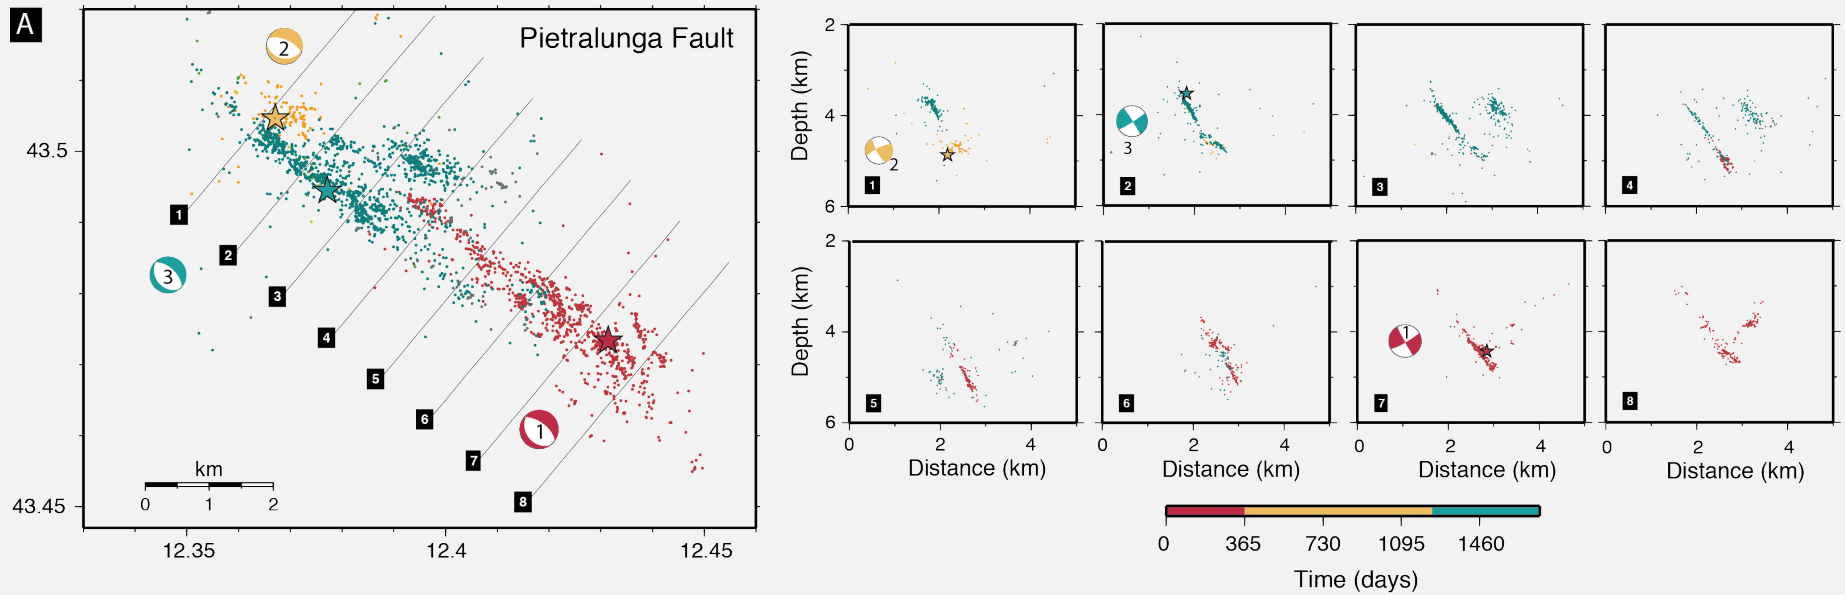 A
Pietralunga Fault
2
3
1
43.5
43.45
1
2
3
4
5
6
7
8
km
0 1 2
12.35 12.4 12.45
Depth (km)
2
4
6
2
1
3
2
3
4
Depth (km)
2
4
6
5
6
1
7
8
0 2 4
0 2 4
0 2 4
0 2 4
Distance (km)
Distance (km)
Distance (km)
Distance (km)
0 365 730 1095 1460
Time (days)